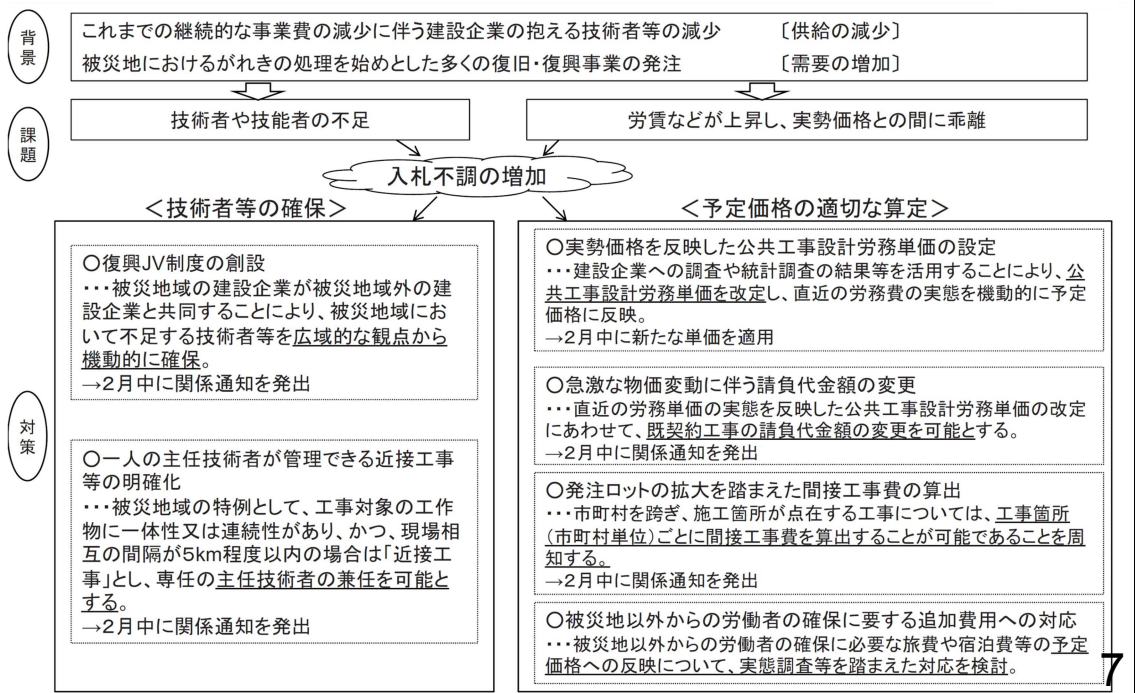 背景
これまでの継続的な事業費の減少に伴う建設企業の抱える技術者等の減少　〔供給の減少〕
被災地におけるがれきの処理を始めとした多くの復旧・復興事業の発注　〔需要の増加〕
課題
技術者や技能者の不足
労賃などが上昇し、実勢価格との間に乖離
入札不調の増加
対策
＜技術者等の確保＞
○復興JV制度の創設
・・・被災地域の建設企業が被災地域外の建
設企業と共同することにより、被災地域にお
いて不足する技術者等を広域的な観点から
機動的に確保。
→2月中に関係通知を発出
○一人の主任技術者が管理できる近接工事
等の明確化
・・・被災地域の特例として、工事対象の工作
物に一体性又は連続性があり、かつ、現場相
互の間隔が5km程度以内の場合は「近接工
事」とし、専任の主任技術者の兼任を可能と
する。
→2月中に関係通知を発出
＜予定価格の適切な算定＞
○実勢価格を反映した公共工事設計労務単価の設定
・・・建設企業への調査や統計調査の結果等を活用することにより、公
共工事設計労務単価を改定し、直近の労務費の実態を機動的に予定
価格に反映。
→2月中に新たな単価を適用
○急激な物価変動に伴う請負代金額の変更
・・・直近の労務単価の実態を反映した公共工事設計労務単価の改定
にあわせて、既契約工事の請負代金額の変更を可能とする。
→2月中に関係通知を発出
○発注ロットの拡大を踏まえた間接工事費の算出
・・・市町村を跨ぎ、施工箇所が点在する工事については、工事箇所
(市町村単位)ごとに間接工事費を算出することが可能であることを周
知する。
→2月中に関係通知を発出
○被災地以外からの労働者の確保に要する追加費用への対応
・・・被災地以外からの労働者の確保に必要な旅費や宿泊費等の予定
価格への反映について、実態調査等を踏まえた対応を検討。
7